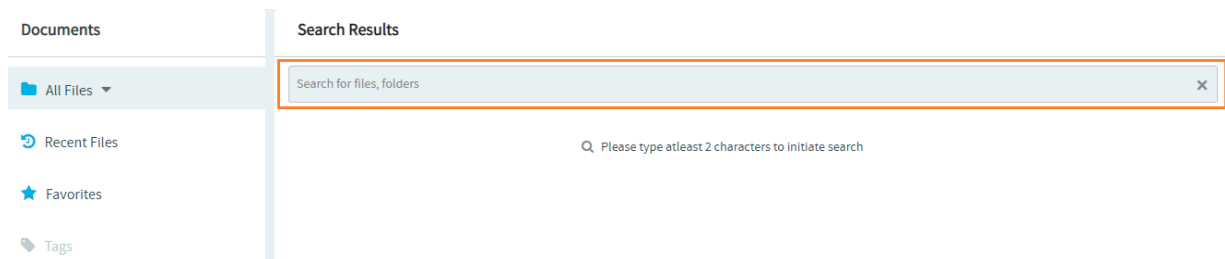 Documents
All Files
Recent Files
Favorites
Tags
Search Results
Search for files, folders
Please type atleast 2 characters to initiate search